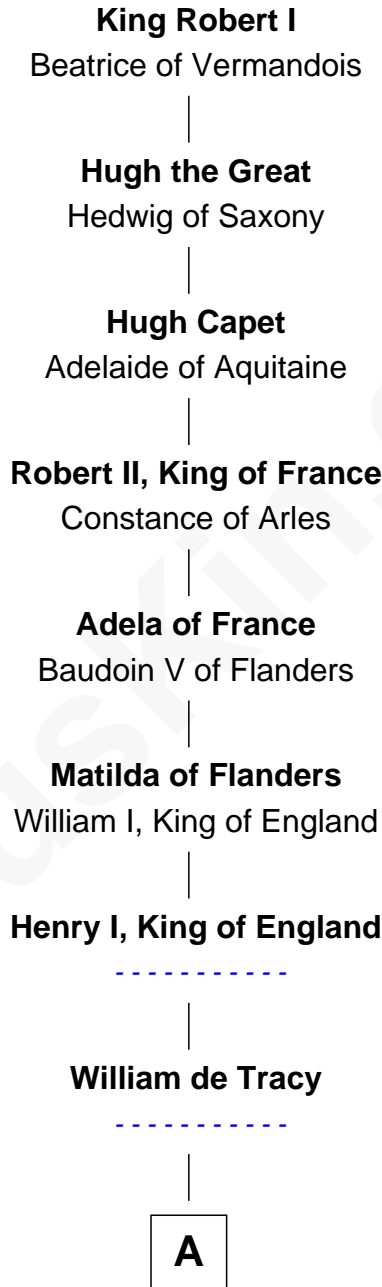 King Robert I
Beatrice of Vermandois
Hugh the Great
Hedwig of Saxony
Hugh Capet
Adelaide of Aquitaine
Robert II, King of France
Constance of Arles
Adela of France
Baudoin V of Flanders
Matilda of Flanders
William I, King of England
Henry I, King of England
- - - - - - - - - - -
William de Tracy
- - - - - - - - - - -
A